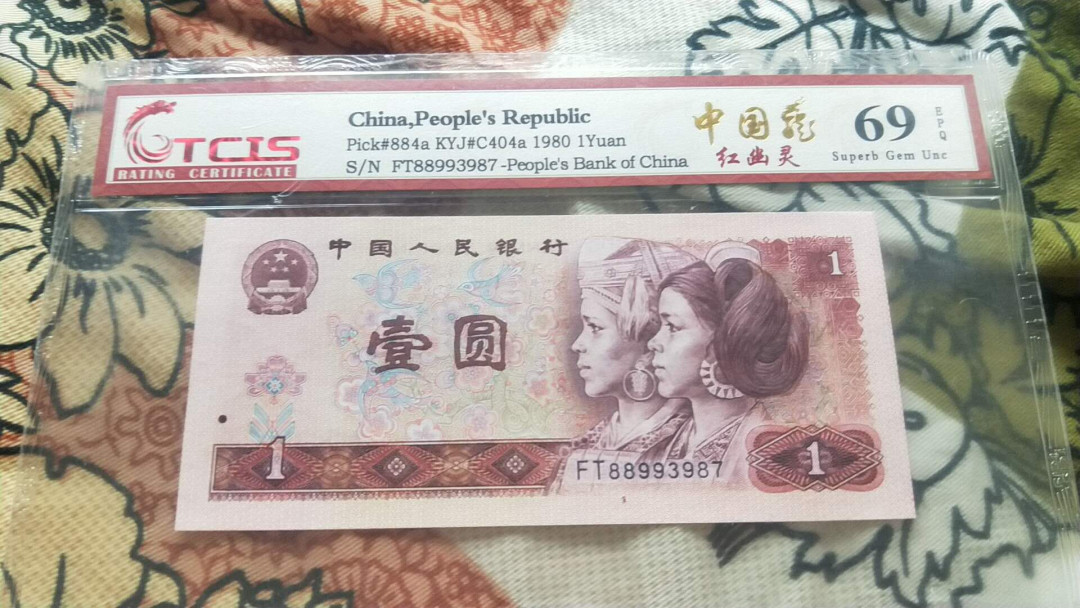 TCIS
RATING CERTIFICATE
China,People's Republic
Pick#884a KYJ#C404a 1980 1Yuan
S/N FT88993987-People's Bank of China
中国龍
红幽灵
69
EPQ
Superb Gem Unc
中国人民银行
1
壹圆
1
FT88993987
1